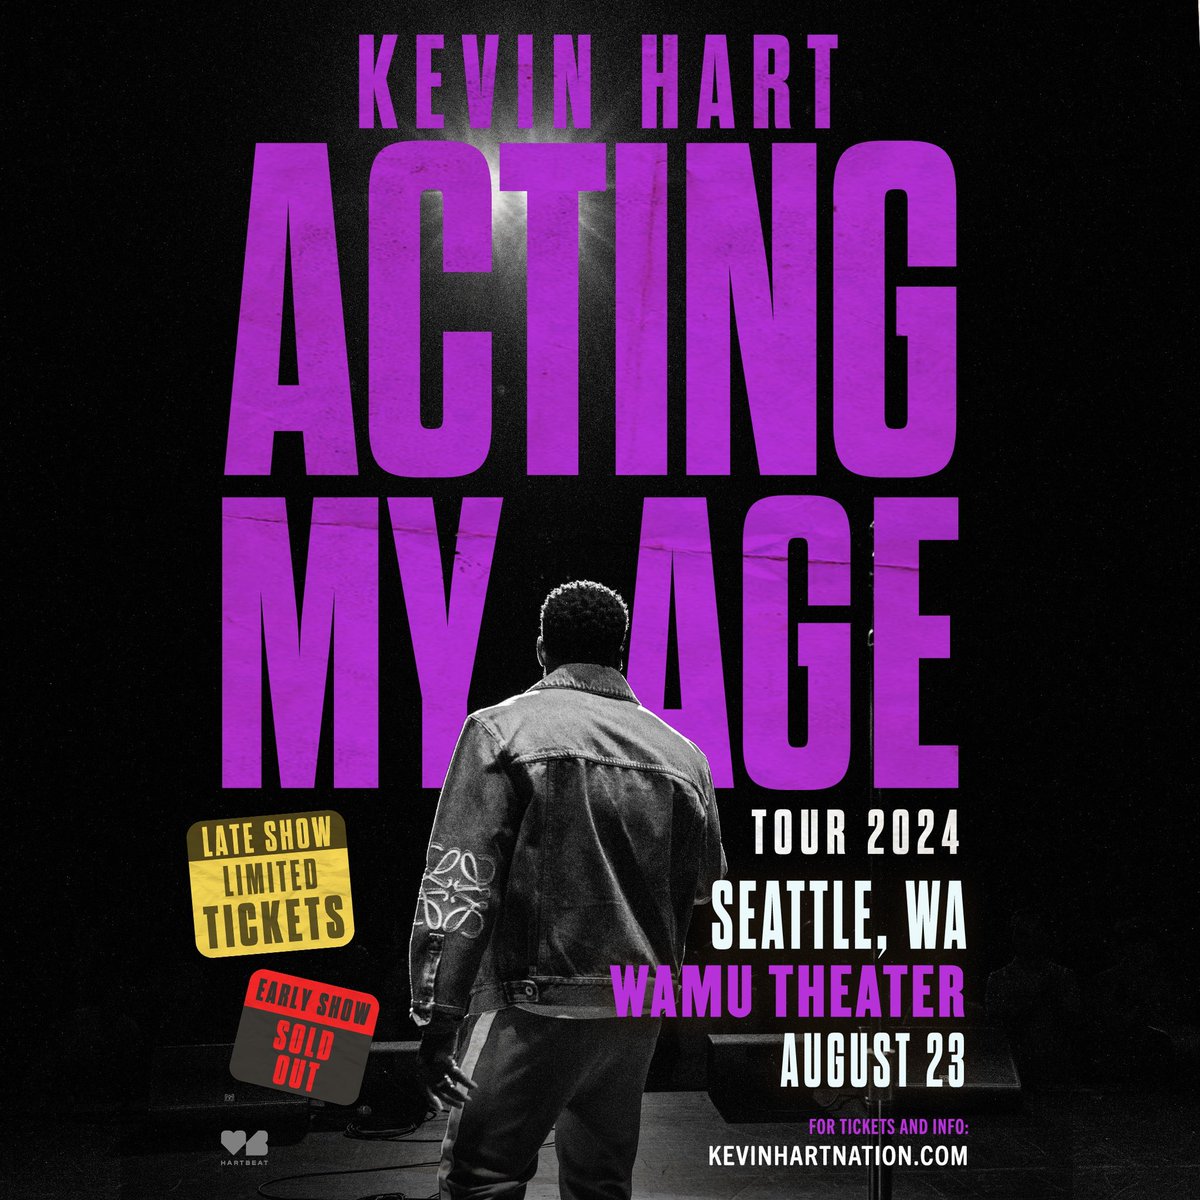 KEVIN HART
ACTING
MY AGE
TOUR 2024
SEATTLE, WA
WAMU THEATER
AUGUST 23
FOR TICKETS AND INFO:
KEVINHARTNATION.COM
LATE SHOW
LIMITED
TICKETS
EARLY SHOW
SOLD
OUT
HARTBEAT